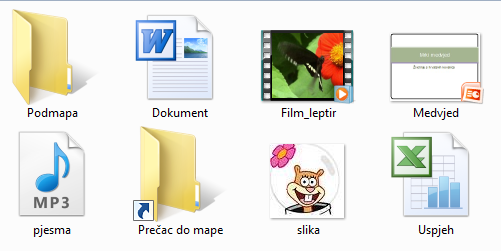 Podmapa
Dokument
Film_leptir
Medvjed
MP3
pjesma
Prečac do mape
slika
Uspjeh